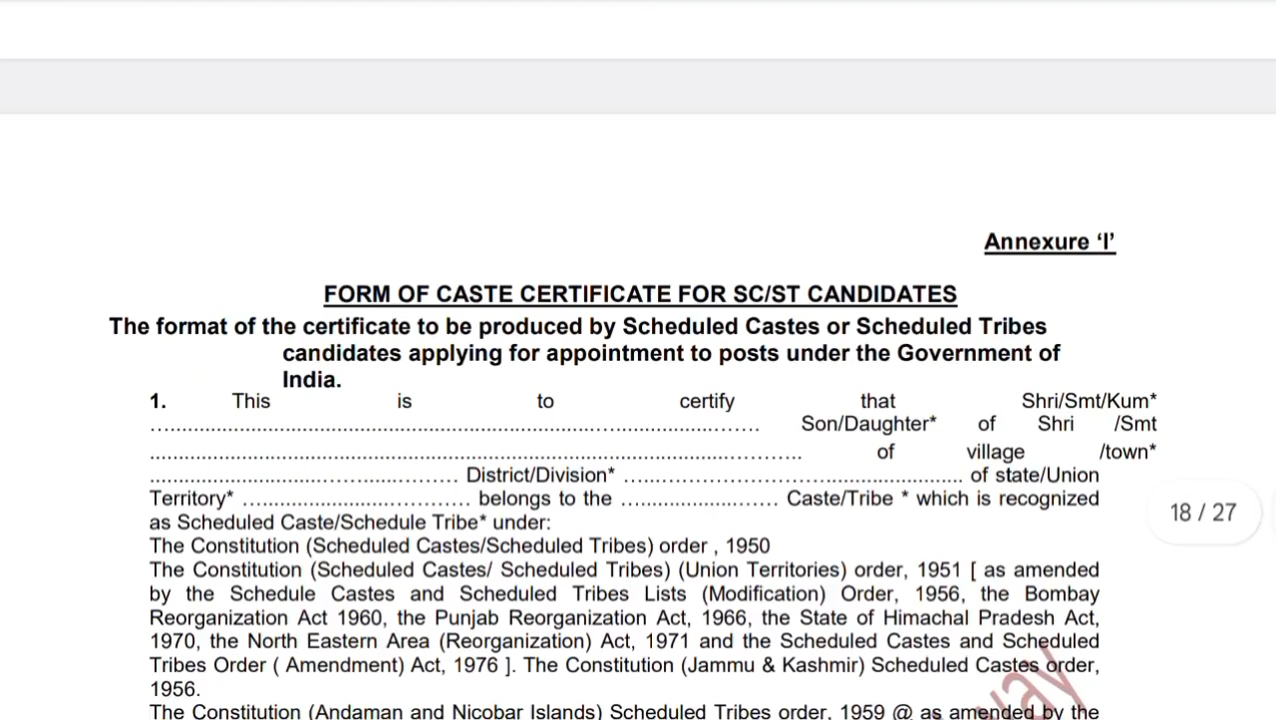 Annexure ‘I’
FORM OF CASTE CERTIFICATE FOR SC/ST CANDIDATES
The format of the certificate to be produced by Scheduled Castes or Scheduled Tribes
candidates applying for appointment to posts under the Government of
India.
1. This is to certify that Shri/Smt/Kum*
…............................................................................................……. Son/Daughter* of Shri /Smt
.........................................................................................………… of village /town*
.......................................………… District/Division* …………………................................. of state/Union
Territory* ……………………………. belongs to the …………………. Caste/Tribe * which is recognized
as Scheduled Caste/Schedule Tribe* under:
The Constitution (Scheduled Castes/Scheduled Tribes) order , 1950
The Constitution (Scheduled Castes/ Scheduled Tribes) (Union Territories) order, 1951 [ as amended
by the Schedule Castes and Scheduled Tribes Lists (Modification) Order, 1956, the Bombay
Reorganization Act 1960, the Punjab Reorganization Act, 1966, the State of Himachal Pradesh Act,
1970, the North Eastern Area (Reorganization) Act, 1971 and the Scheduled Castes and Scheduled
Tribes Order ( Amendment) Act, 1976 ]. The Constitution (Jammu & Kashmir) Scheduled Castes order,
1956.
The Constitution (Andaman and Nicobar Islands) Scheduled Tribes order, 1959 @ as amended by the
18 / 27